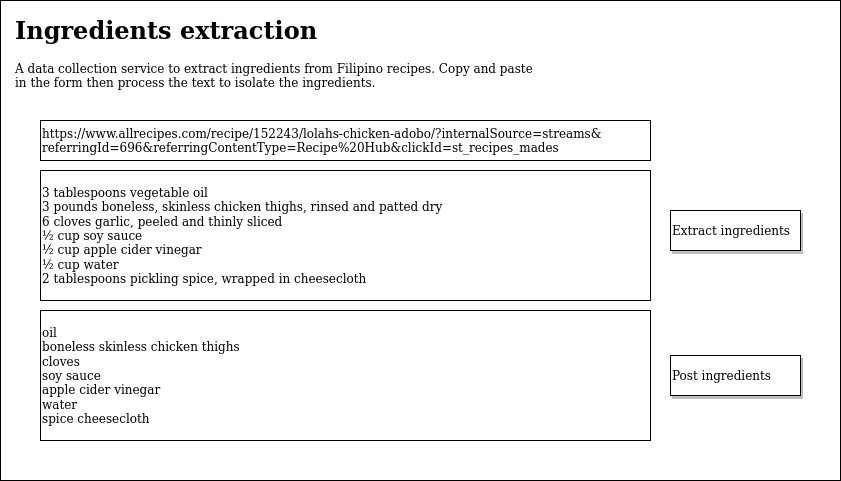 Ingredients extraction
A data collection service to extract ingredients from Filipino recipes. Copy and paste
in the form then process the text to isolate the ingredients.
https://www.allrecipes.com/recipe/152243/lolahs-chicken-adobo/?internalSource=streams&
referringId=696&referringContentType=Recipe%20Hub&clickId=st_recipes_mades
3 tablespoons vegetable oil
3 pounds boneless, skinless chicken thighs, rinsed and patted dry
6 cloves garlic, peeled and thinly sliced
½ cup soy sauce
½ cup apple cider vinegar
½ cup water
2 tablespoons pickling spice, wrapped in cheesecloth
Extract ingredients
oil
boneless skinless chicken thighs
cloves
soy sauce
apple cider vinegar
water
spice cheesecloth
Post ingredients